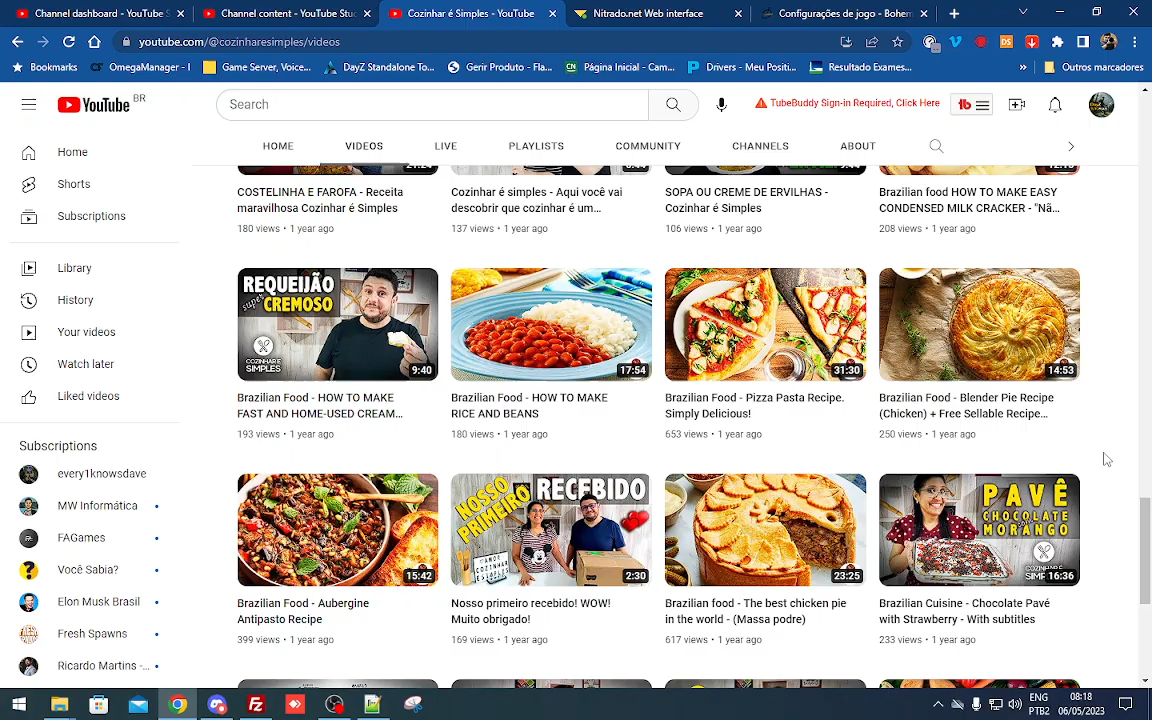 Channel dashboard - YouTube S
Channel content - YouTube Stu
Cozinhar é Simples - YouTube
Nitrado.net Web interface
Configurações de jogo - Bohem
youtube.com/@cozinharesimples/videos
Bookmarks
OmegaManager - I
Game Server, Voice...
DayZ Standalone To...
Gerir Produto - Fla...
Página Inicial - Cam...
Drivers - Meu Positi...
Resultado Exames...
Outros marcadores
YouTube BR
Search
TubeBuddy Sign-in Required, Click Here
HOME
VIDEOS
LIVE
PLAYLISTS
COMMUNITY
CHANNELS
ABOUT
Home
Shorts
Subscriptions
Library
History
Your videos
Watch later
Liked videos
Subscriptions
every1knowsdave
MW Informática
FAGames
Você Sabia?
Elon Musk Brasil
Fresh Spawns
Ricardo Martins -...
COSTELINHA E FAROFA - Receita
maravilhosa Cozinhar é Simples
180 views • 1 year ago
Cozinhar é simples - Aqui você vai
descobrir que cozinhar é um...
137 views • 1 year ago
SOPA OU CREME DE ERVILHAS -
Cozinhar é Simples
106 views • 1 year ago
Brazilian food HOW TO MAKE EASY
CONDENSED MILK CRACKER - "Nã...
208 views • 1 year ago
REQUEIJÃO
super CREMOSO
COZINHAR É
SIMPLES
9:40
17:54
31:30
14:53
Brazilian Food - HOW TO MAKE
FAST AND HOME-USED CREAM...
193 views • 1 year ago
Brazilian Food - HOW TO MAKE
RICE AND BEANS
180 views • 1 year ago
Brazilian Food - Pizza Pasta Recipe.
Simply Delicious!
653 views • 1 year ago
Brazilian Food - Blender Pie Recipe
(Chicken) + Free Sellable Recipe...
250 views • 1 year ago
15:42
NOSSO
PRIMEIRO
RECEBIDO
2:30
23:25
PAVÊ
CHOCOLATE
MORANGO
16:36
Brazilian Food - Aubergine
Antipasto Recipe
399 views • 1 year ago
Nosso primeiro recebido! WOW!
Muito obrigado!
169 views • 1 year ago
Brazilian food - The best chicken pie
in the world - (Massa podre)
617 views • 1 year ago
Brazilian Cuisine - Chocolate Pavé
with Strawberry - With subtitles
233 views • 1 year ago
ENG
PTB2
08:18
06/05/2023